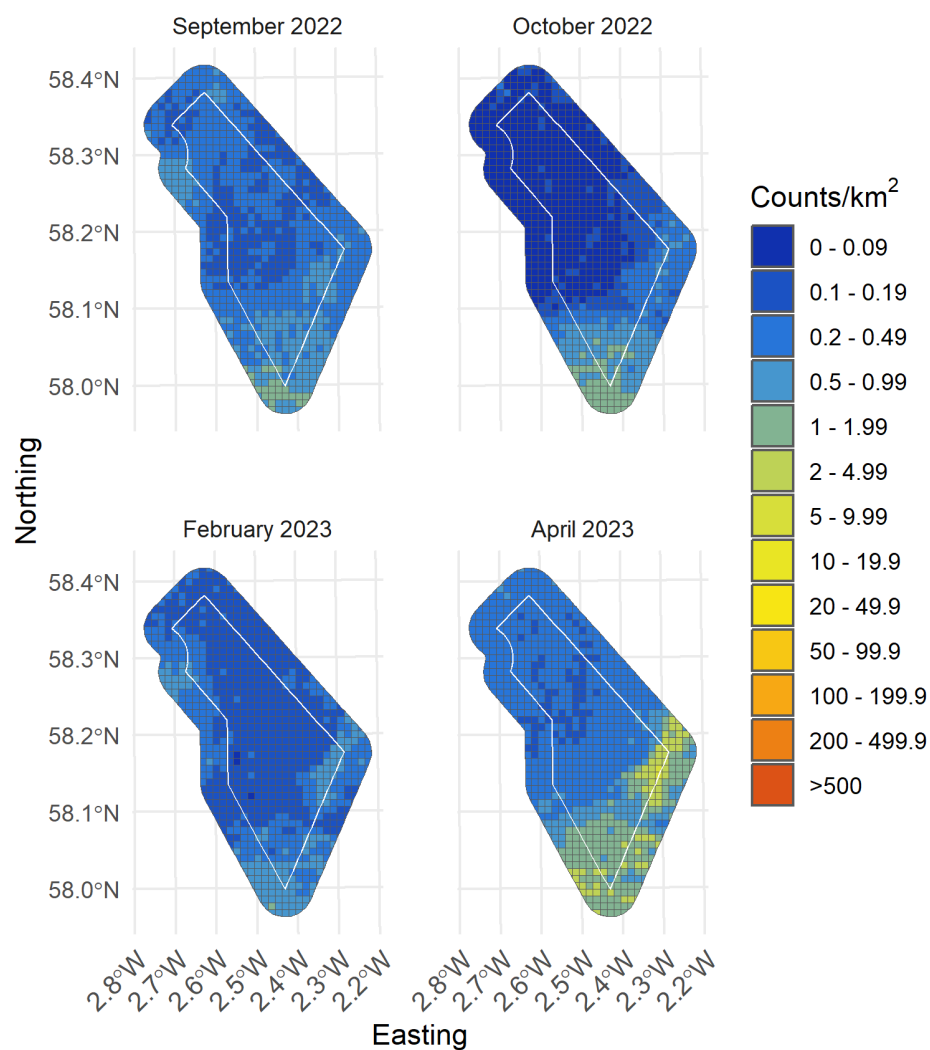 September 2022
October 2022
58.4°N
58.3°N
58.2°N
58.1°N
58.0°N
Northing
February 2023
April 2023
58.4°N
58.3°N
58.2°N
58.1°N
58.0°N
2.8°W
2.7°W
2.6°W
2.5°W
2.4°W
2.3°W
2.2°W
2.8°W
2.7°W
2.6°W
2.5°W
2.4°W
2.3°W
2.2°W
Easting
Counts/km²
0 - 0.09
0.1 - 0.19
0.2 - 0.49
0.5 - 0.99
1 - 1.99
2 - 4.99
5 - 9.99
10 - 19.9
20 - 49.9
50 - 99.9
100 - 199.9
200 - 499.9
>500